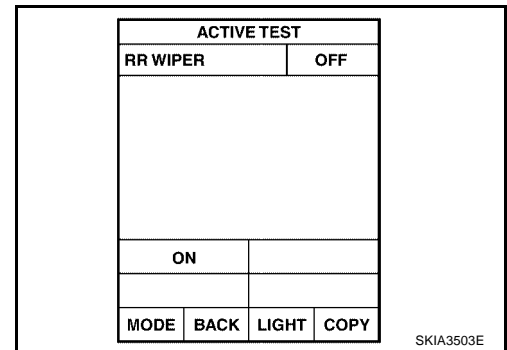 ACTIVE TEST
RR WIPER OFF
ON
MODE BACK LIGHT COPY
SKIA3503E